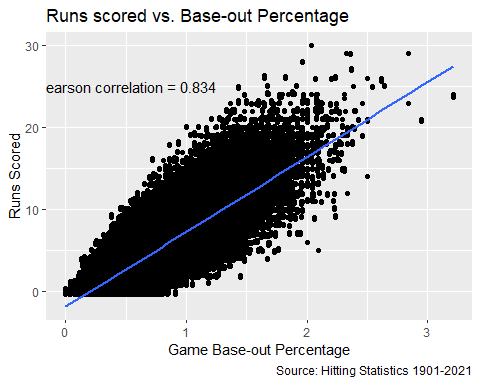 Runs scored vs. Base-out Percentage
30
earson correlation = 0.834
20
Runs Scored
10
0
0
1
2
3
Game Base-out Percentage
Source: Hitting Statistics 1901-2021